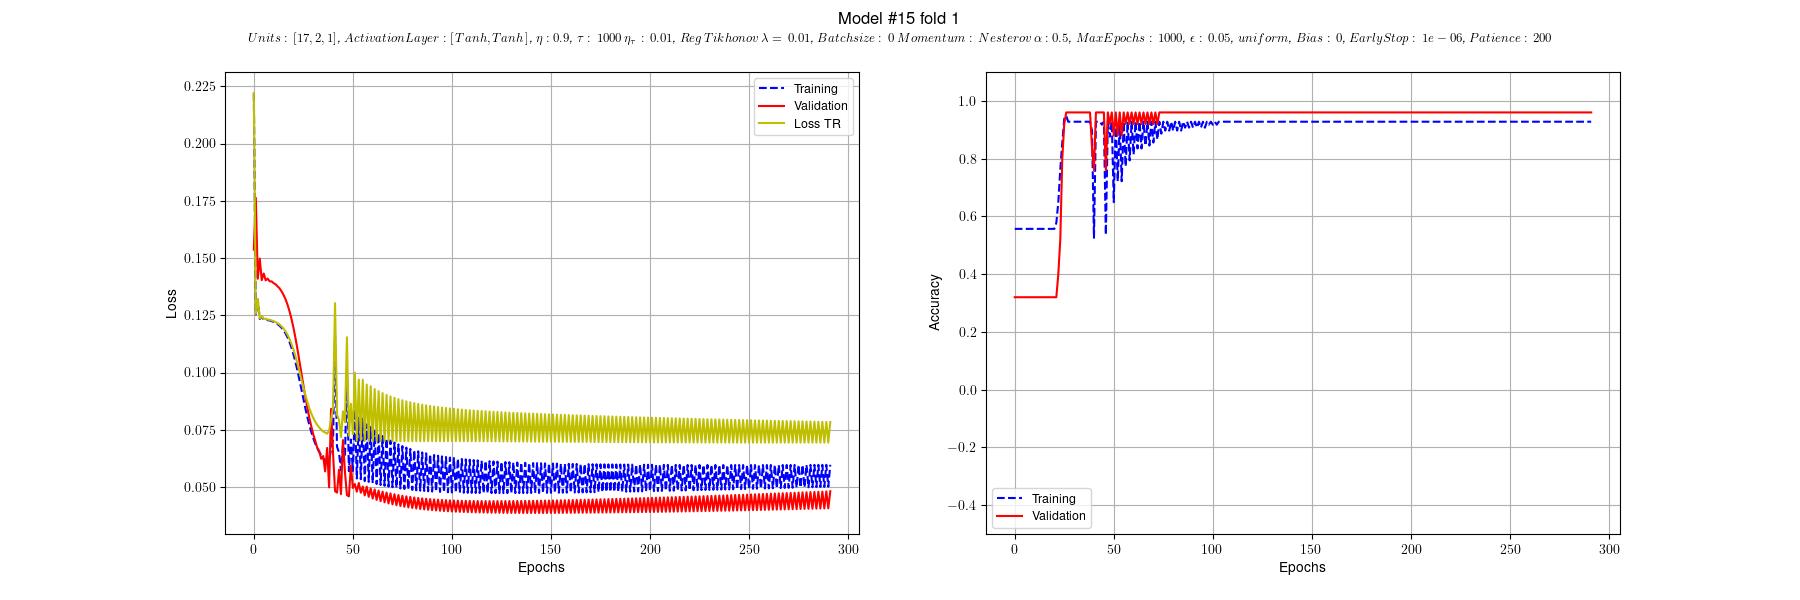 Model #15 fold 1
Units : [17, 2, 1], ActivationLayer : [Tanh, Tanh], η : 0.9, τ : 1000 ητ : 0.01, Reg Tikhonov λ = 0.01, Batchsize : 0 Momentum : Nesterov α : 0.5, MaxEpochs : 1000, ϵ : 0.05, uniform, Bias : 0, EarlyStop : 1e − 06, Patience : 200
0.225
0.200
0.175
0.150
0.125
0.100
0.075
0.050
Loss
0 50 100 150 200 250 300
Epochs
Training
Validation
Loss TR
1.0
0.8
0.6
0.4
0.2
0.0
−0.2
−0.4
Accuracy
0 50 100 150 200 250 300
Epochs
Training
Validation